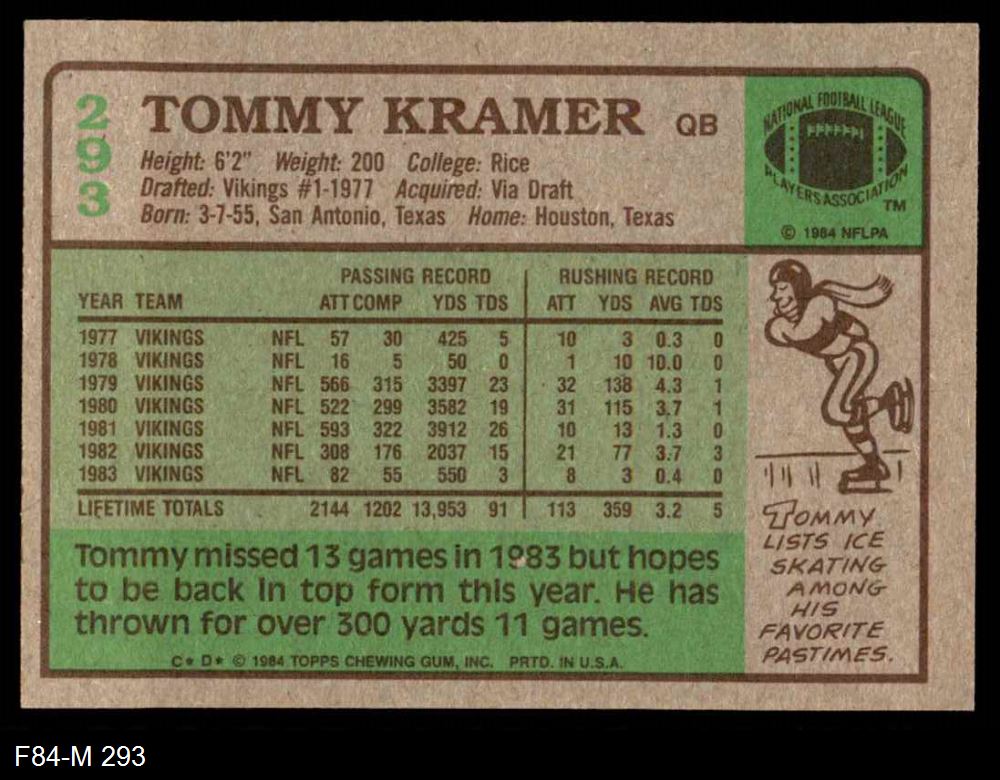 293
TOMMY KRAMER QB
Height: 6'2" Weight: 200 College: Rice
Drafted: Vikings #1-1977 Acquired: Via Draft
Born: 3-7-55, San Antonio, Texas Home: Houston, Texas
NATIONAL FOOTBALL LEAGUE
PLAYERS ASSOCIATION
TM
© 1984 NFLPA
PASSING RECORD RUSHING RECORD
YEAR TEAM ATT COMP YDS TDS ATT YDS AVG TDS
1977 VIKINGS NFL 57 30 425 5 10 3 0.3 0
1978 VIKINGS NFL 16 5 50 0 1 10 10.0 0
1979 VIKINGS NFL 566 315 3397 23 32 138 4.3 1
1980 VIKINGS NFL 522 299 3582 19 31 115 3.7 1
1981 VIKINGS NFL 593 322 3912 26 10 13 1.3 0
1982 VIKINGS NFL 308 176 2037 15 21 77 3.7 3
1983 VIKINGS NFL 82 55 550 3 8 3 0.4 0
LIFETIME TOTALS 2144 1202 13,953 91 113 359 3.2 5
Tommy missed 13 games in 1983 but hopes
to be back in top form this year. He has
thrown for over 300 yards 11 games.
C* D* © 1984 TOPPS CHEWING GUM, INC. PRTD. IN U.S.A.
TOMMY
LISTS ICE
SKATING
AMONG
HIS
FAVORITE
PASTIMES.
F84-M 293